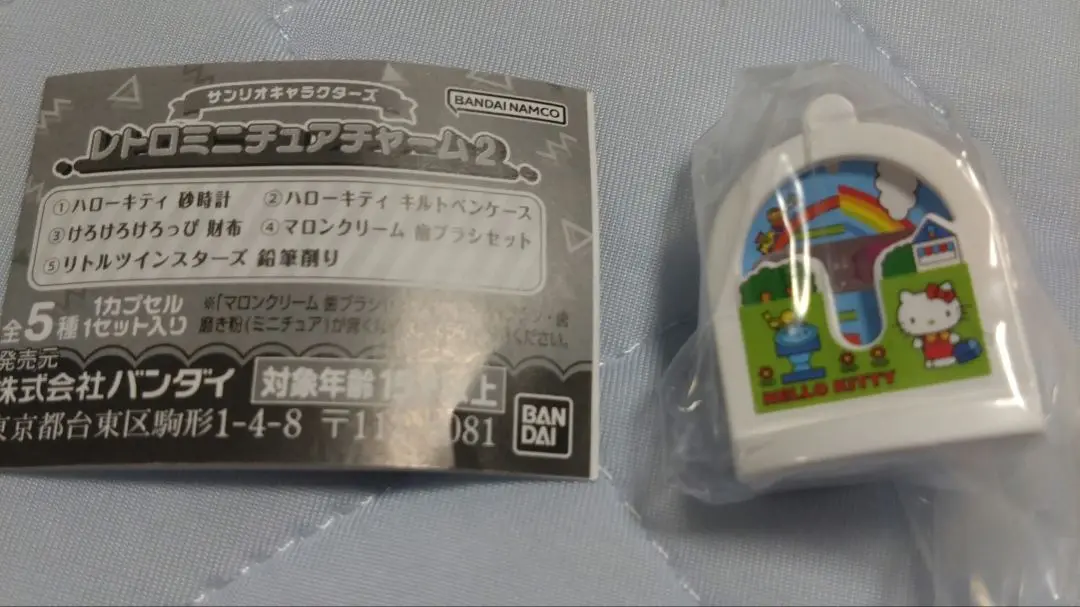 サンリオキャラクターズ
BANDAI NAMCO
レトロミニチュアチャーム2
①ハローキティ 砂時計 ②ハローキティ キルトペンケース
③けろけろけろっぴ 財布 ④マロンクリーム 歯ブラシセット
⑤リトルツインスターズ 鉛筆削り
全5種 1カプセル
1セット入り
※「マロンクリーム 歯ブラシ
磨き粉(ミニチュア)が
ください。
発売元
株式会社バンダイ
対象年齢
東京都台東区駒形1-4-8 〒11 081
BAN
DAI
HELLO KITTY